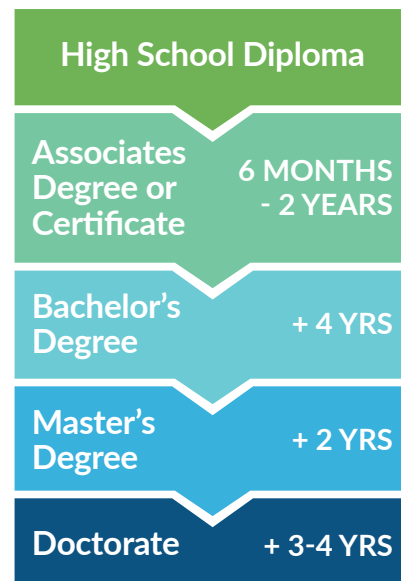 High School Diploma
Associates
Degree or
Certificate
6 MONTHS
- 2 YEARS
Bachelor's
Degree
+ 4 YRS
Master's
Degree
+ 2 YRS
Doctorate
+ 3-4 YRS